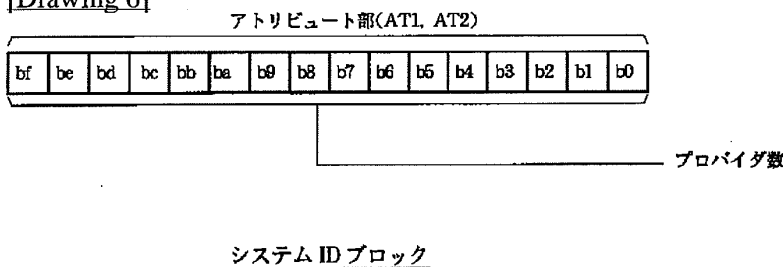 [Drawing 6]
アトリビュート部(AT1, AT2)
bf be bd bc bb ba b9 b8 b7 b6 b5 b4 b3 b2 b1 b0
プロバイダ数
システム ID ブロック